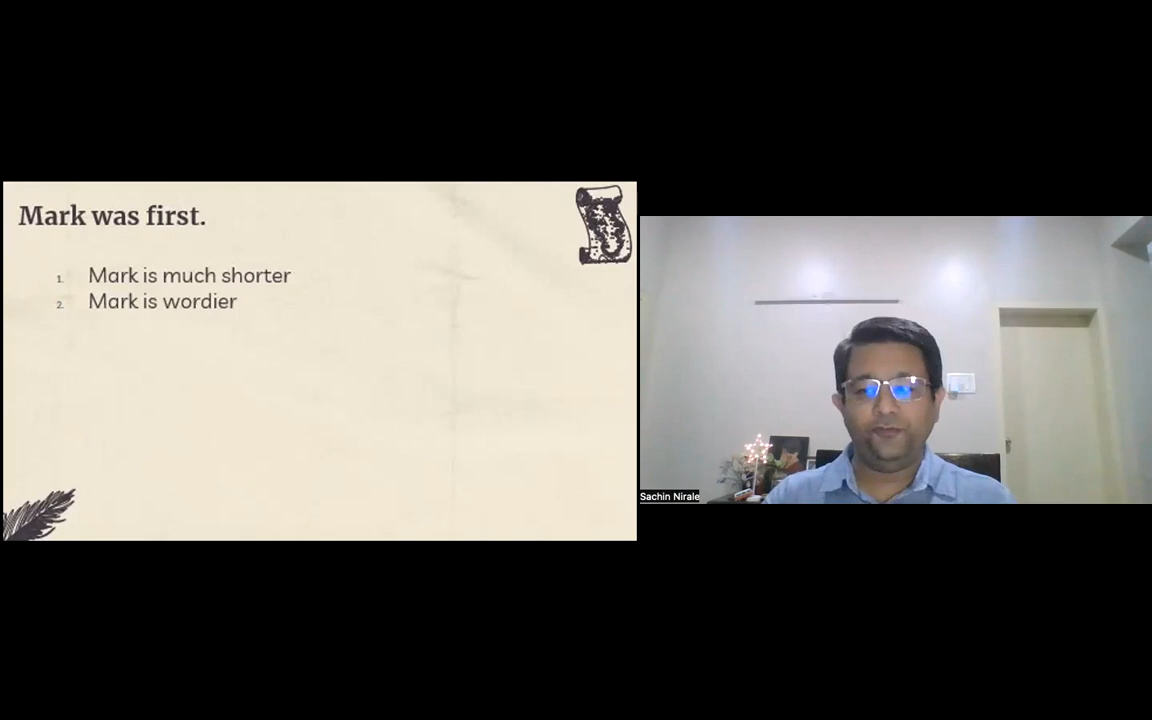 Mark was first.
1. Mark is much shorter
2. Mark is wordier
Sachin Nirale